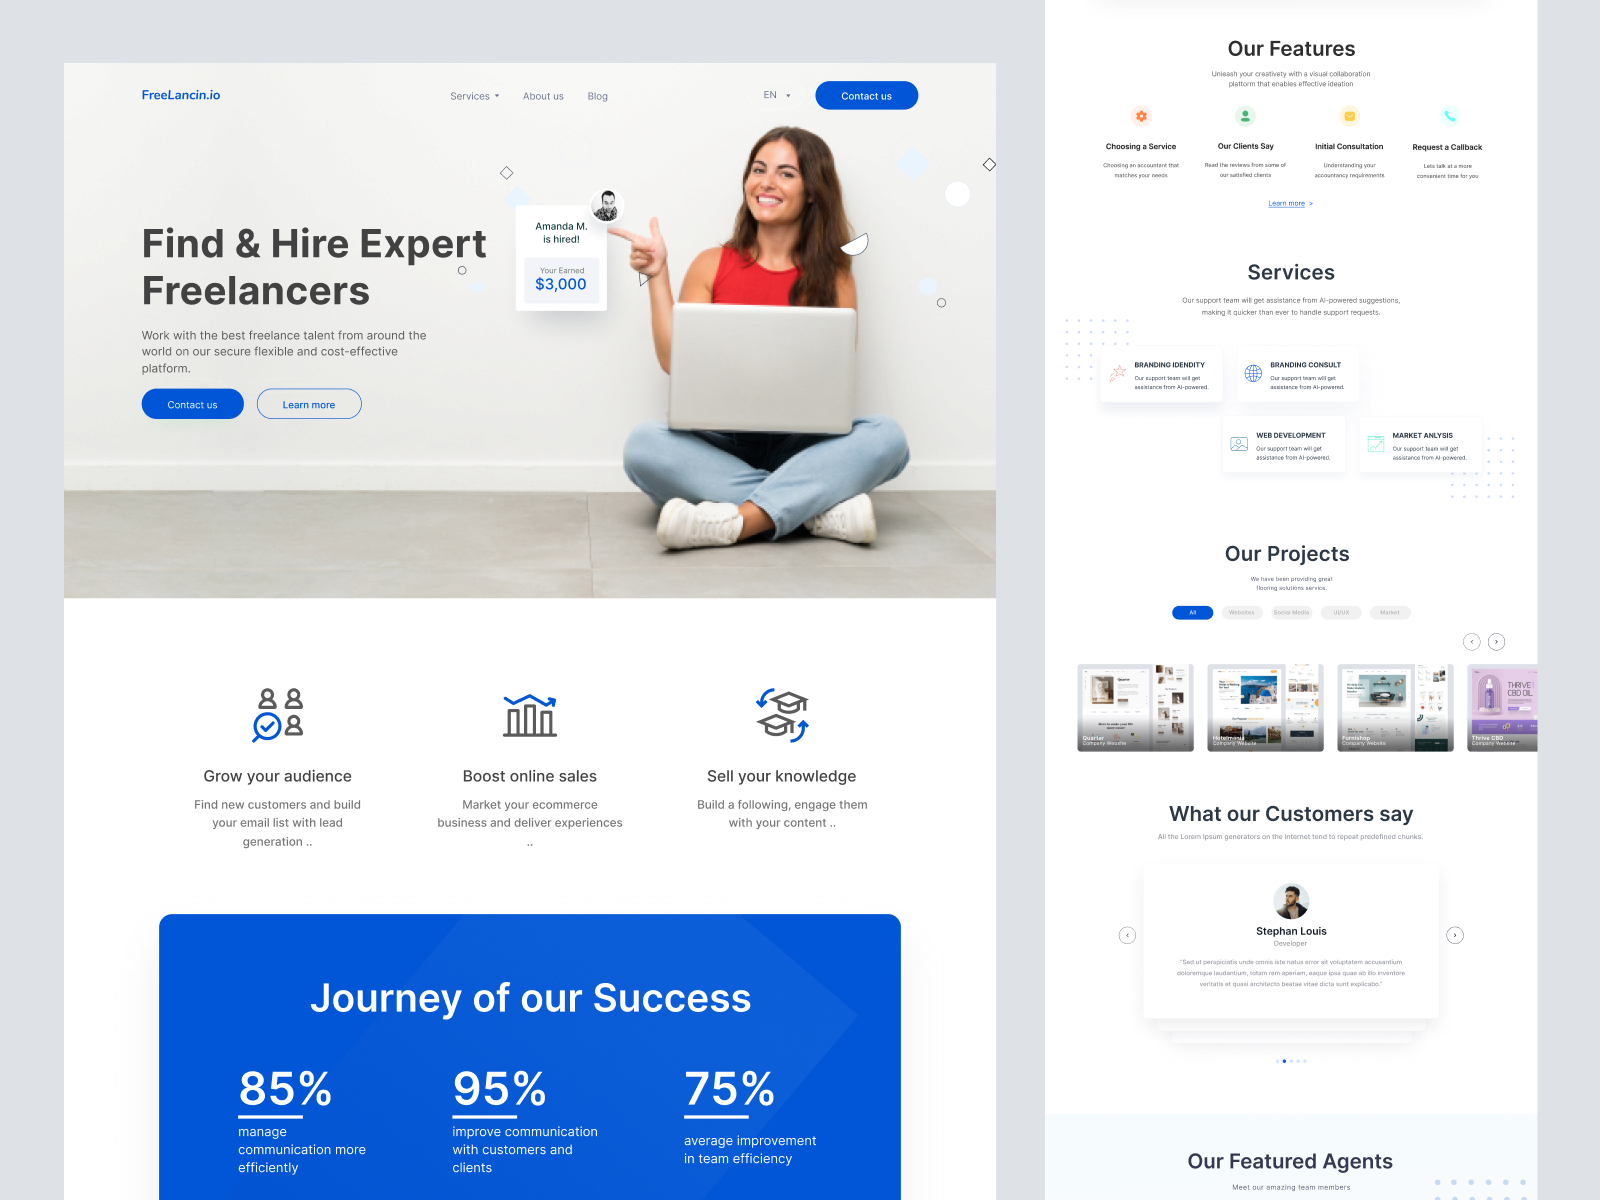 FreeLancin.io
Services
About us
Blog
EN
Contact us
Find & Hire Expert
Freelancers
Work with the best freelance talent from around the
world on our secure flexible and cost-effective
platform.
Contact us
Learn more
Amanda M.
is hired!
Your Earned
$3,000
Grow your audience
Find new customers and build
your email list with lead
generation ..
Boost online sales
Market your ecommerce
business and deliver experiences
..
Sell your knowledge
Build a following, engage them
with your content ..
Journey of our Success
85%
manage
communication more
efficiently
95%
improve communication
with customers and
clients
75%
average improvement
in team efficiency
Our Features
Unleash your creativety with a visual collaboration
platform that enables effective ideation
Choosing a Service
Choosing an accountant that
matches your needs
Our Clients Say
Read the reviews from some of
our satisfied clients
Initial Consultation
Understanding your
accountancy requirements
Request a Callback
Lets talk at a more
convenient time for you
Learn more >
Services
Our support team will get assistance from AI-powered suggestions,
making it quicker than ever to handle support requests.
BRANDING IDENDITY
Our support team will get
assistance from AI-powered.
BRANDING CONSULT
Our support team will get
assistance from AI-powered.
WEB DEVELOPMENT
Our support team will get
assistance from AI-powered.
MARKET ANLYSIS
Our support team will get
assistance from AI-powered.
Our Projects
We have been providing great
flooring solutions service.
All
Websites
Social Media
UI/UX
Market
Quarter
Company Website
Hotelmania
Company Website
Furnishop
Company Website
THRIVE
CBD OIL
Thrive CBD
Company Website
What our Customers say
All the Lorem Ipsum generators on the Internet tend to repeat predefined chunks.
Stephan Louis
Developer
"Sed ut perspiciatis unde omnis iste natus error sit voluptatem accusantium
doloremque laudantium, totam rem aperiam, eaque ipsa quae ab illo inventore
veritatis et quasi architecto beatae vitae dicta sunt explicabo."
Our Featured Agents
Meet our amazing team members